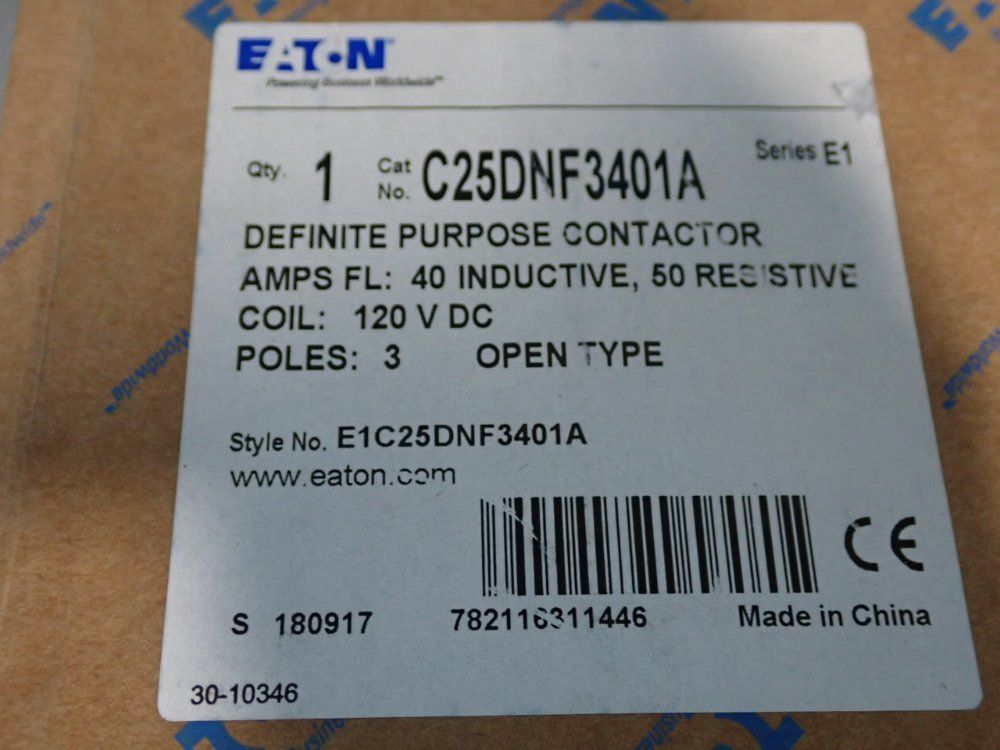 EATON
Powering Business Worldwide™
Qty. 1 Cat No. C25DNF3401A Series E1
DEFINITE PURPOSE CONTACTOR
AMPS FL: 40 INDUCTIVE, 50 RESISTIVE
COIL: 120 V DC
POLES: 3 OPEN TYPE
Style No. E1C25DNF3401A
www.eaton.com
CE
S 180917 782116311446 Made in China
30-10346
Worldwide